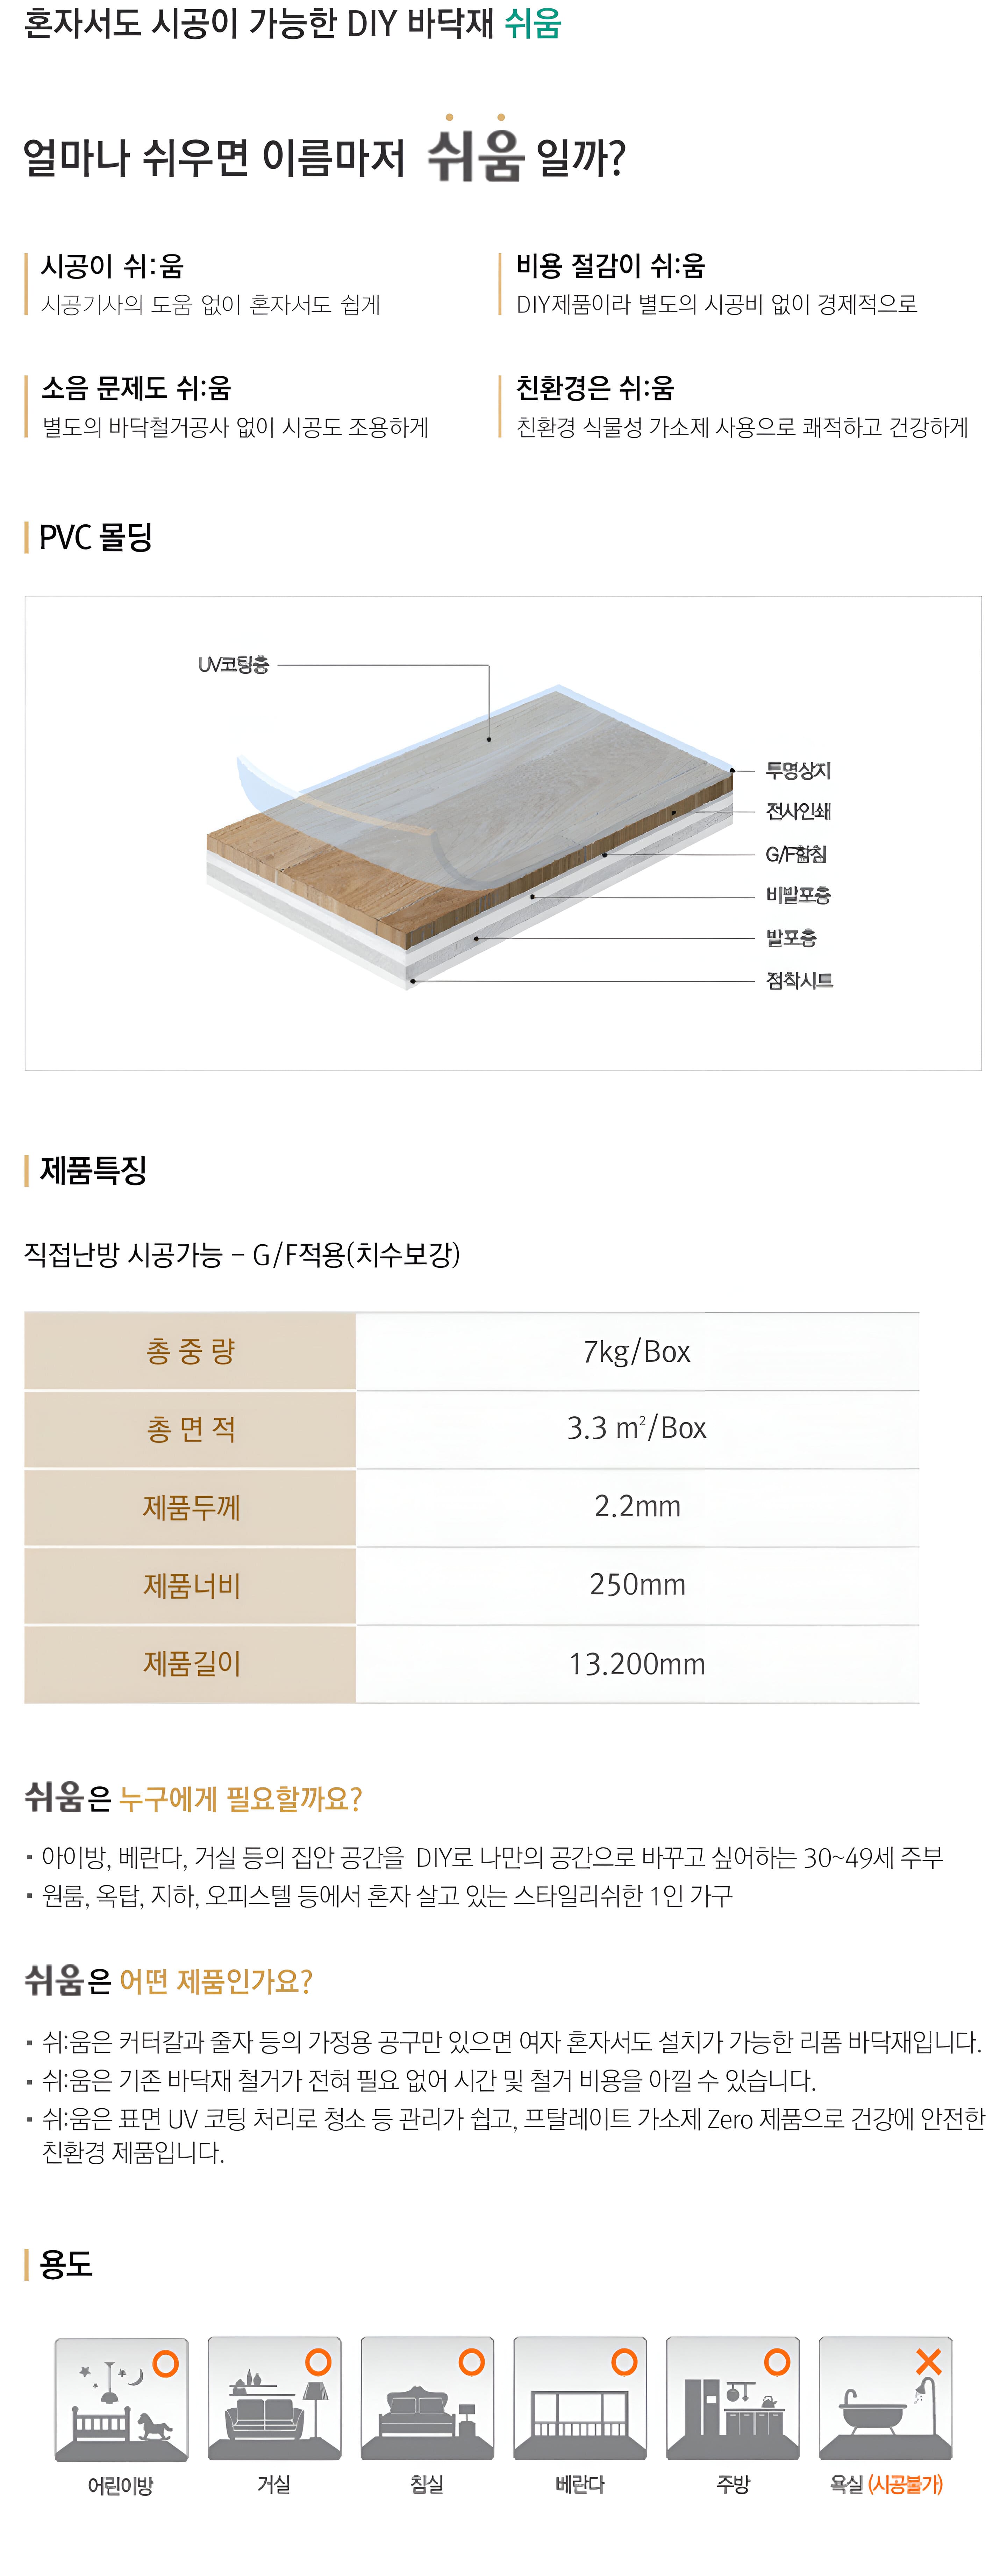 혼자서도 시공이 가능한 DIY 바닥재 쉬움
얼마나 쉬우면 이름마저 쉬움 일까?
시공이 쉬:움
시공기사의 도움 없이 혼자서도 쉽게
비용 절감이 쉬:움
DIY제품이라 별도의 시공비 없이 경제적으로
소음 문제도 쉬:움
별도의 바닥철거공사 없이 시공도 조용하게
친환경은 쉬:움
친환경 식물성 가소제 사용으로 쾌적하고 건강하게
PVC 몰딩
UV코팅층
투명상지
전사인쇄
G/F함침
비발포층
발포층
점착시트
제품특징
직접난방 시공가능 – G/F적용(치수보강)
총 중 량
7kg/Box
총 면 적
3.3 m²/Box
제품두께
2.2mm
제품너비
250mm
제품길이
13.200mm
쉬움은 누구에게 필요할까요?
· 아이방, 베란다, 거실 등의 집안 공간을 DIY로 나만의 공간으로 바꾸고 싶어하는 30~49세 주부
· 원룸, 옥탑, 지하, 오피스텔 등에서 혼자 살고 있는 스타일리쉬한 1인 가구
쉬움은 어떤 제품인가요?
· 쉬:움은 커터칼과 줄자 등의 가정용 공구만 있으면 여자 혼자서도 설치가 가능한 리폼 바닥재입니다.
· 쉬:움은 기존 바닥재 철거가 전혀 필요 없어 시간 및 철거 비용을 아낄 수 있습니다.
· 쉬:움은 표면 UV 코팅 처리로 청소 등 관리가 쉽고, 프탈레이트 가소제 Zero 제품으로 건강에 안전한
친환경 제품입니다.
용도
어린이방
거실
침실
베란다
주방
욕실 (시공불가)